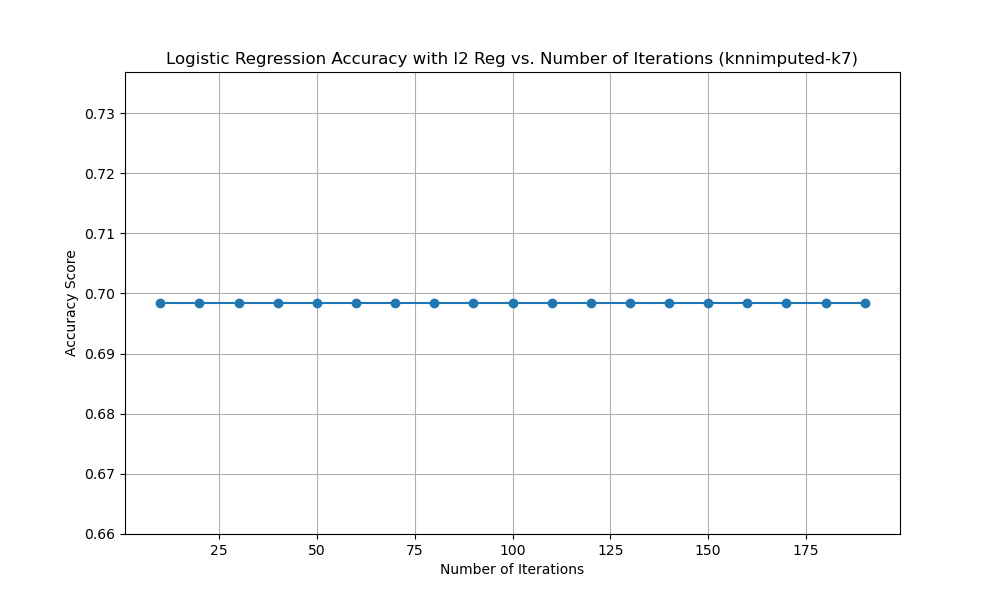 Logistic Regression Accuracy with l2 Reg vs. Number of Iterations (knnimputed-k7)
0.73
0.72
0.71
0.70
0.69
0.68
0.67
0.66
Accuracy Score
25 50 75 100 125 150 175
Number of Iterations